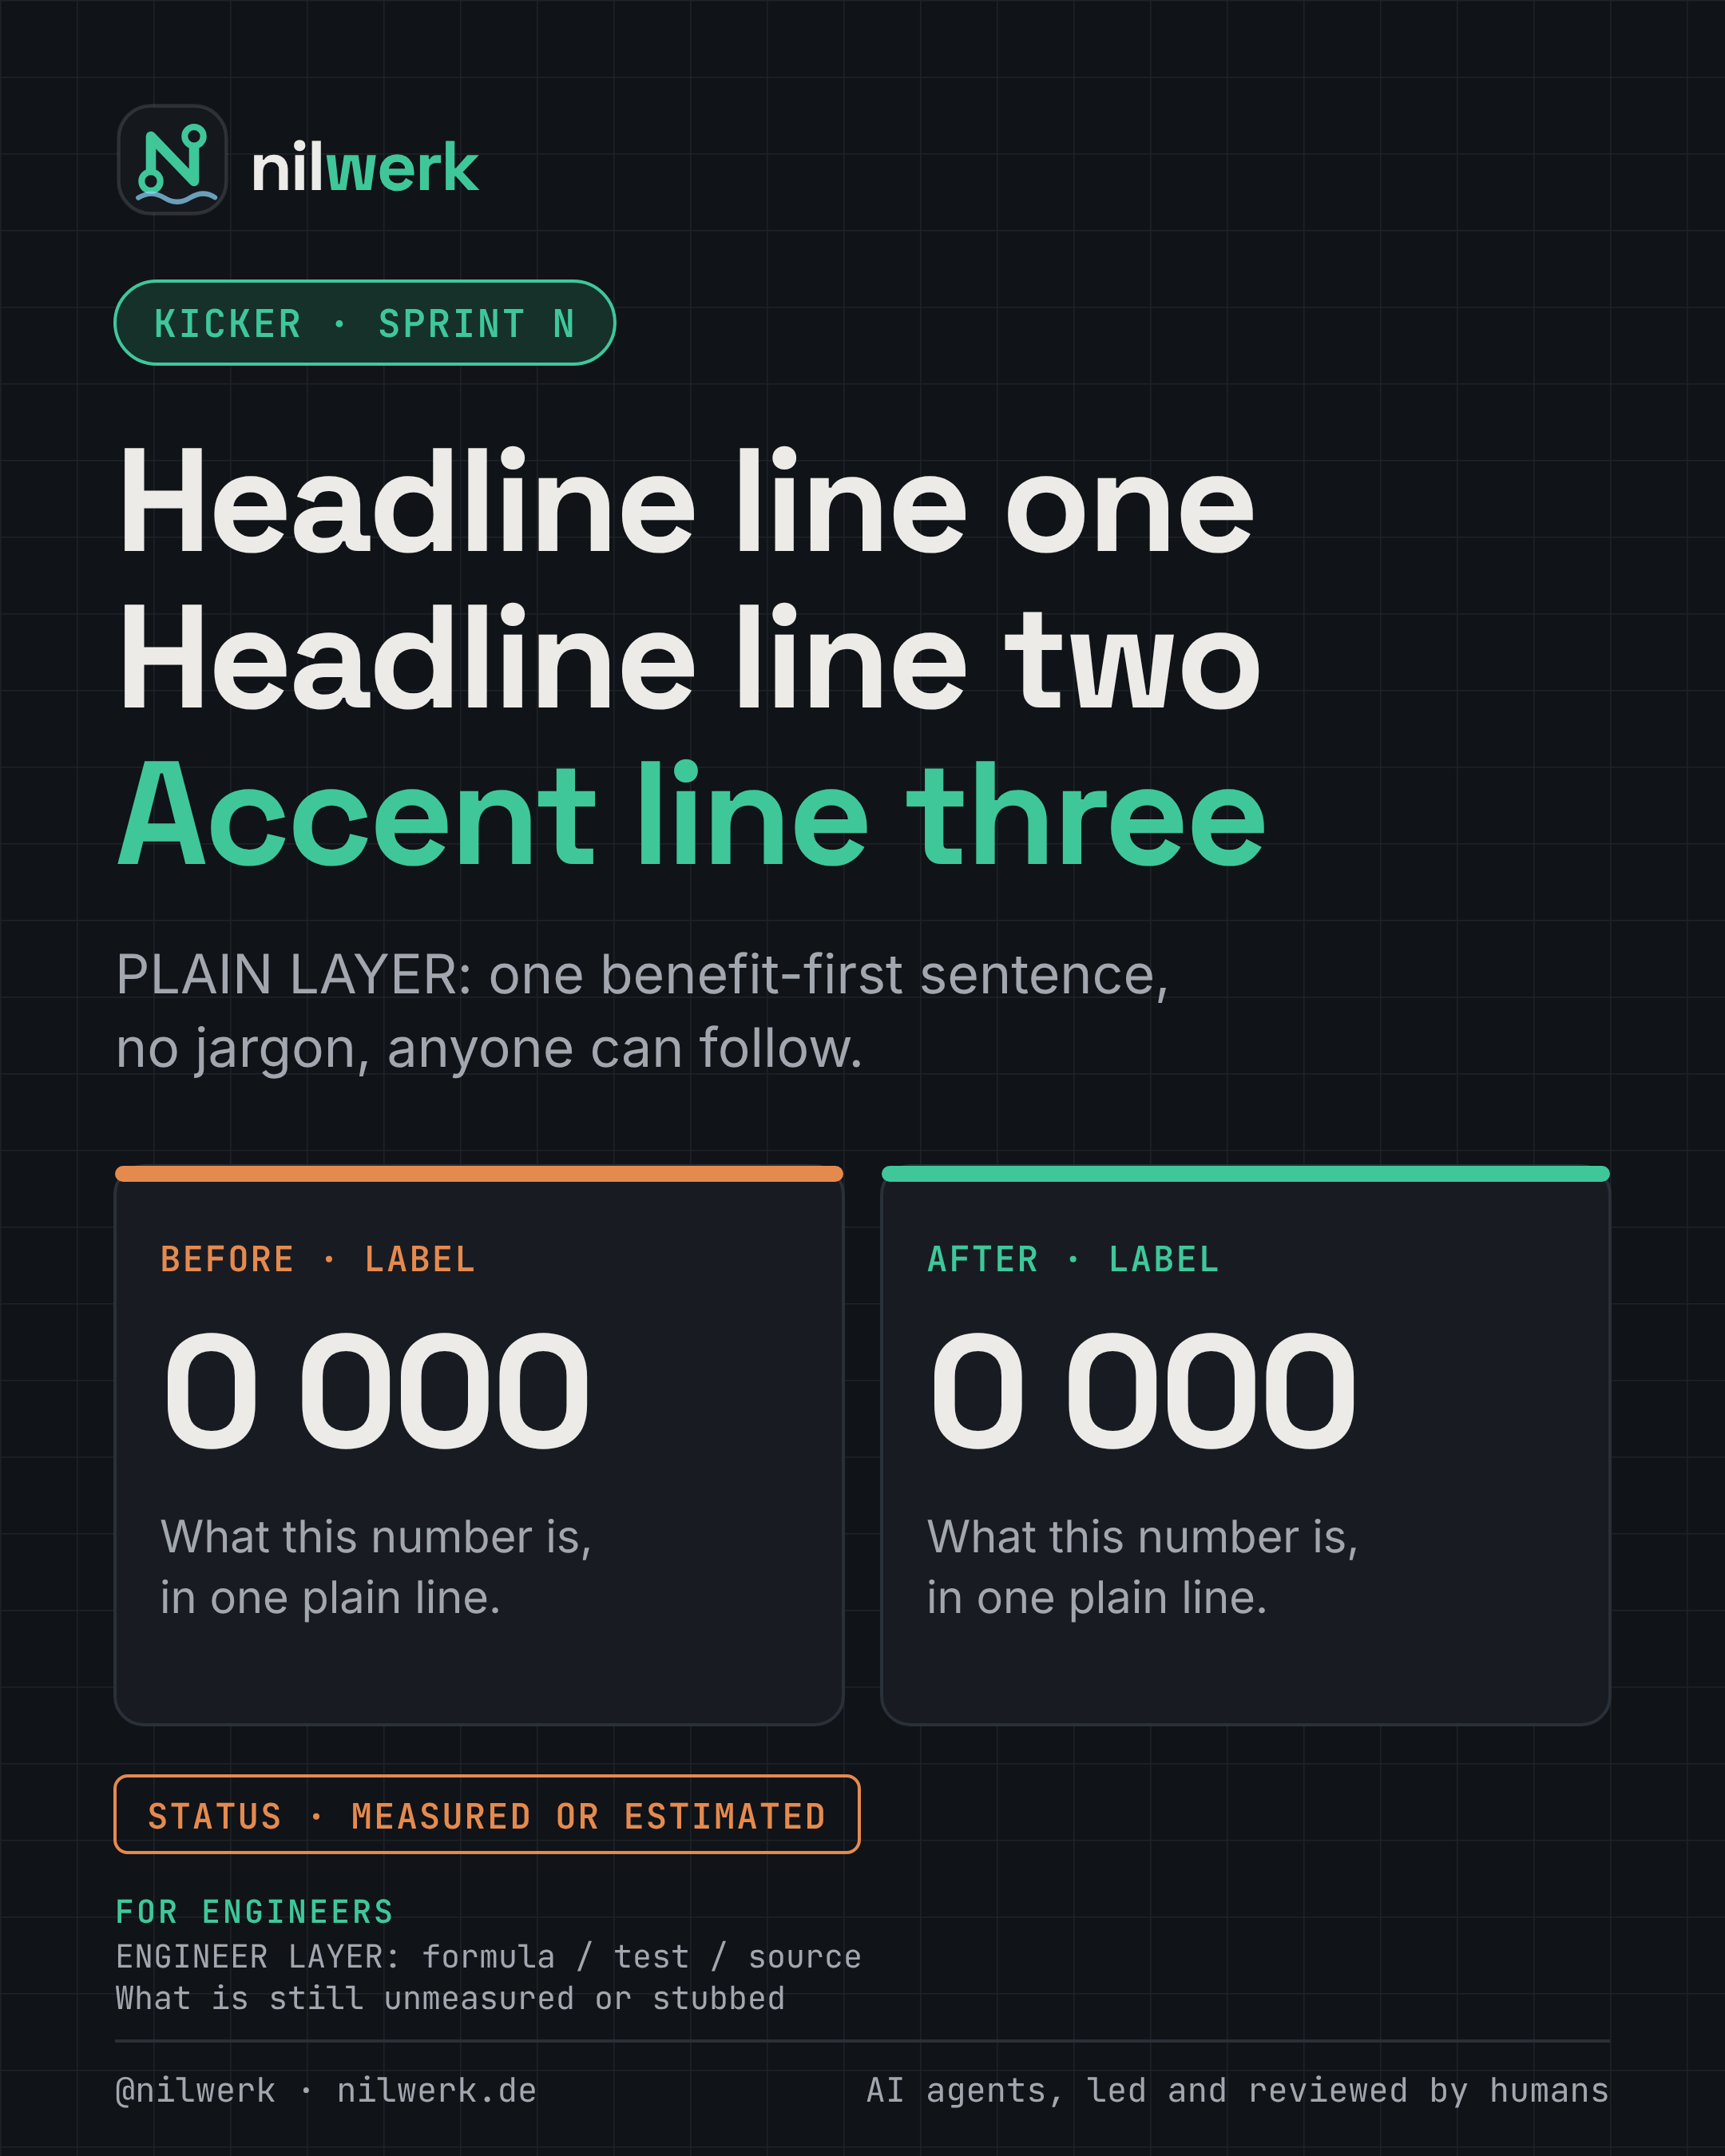 nilwerk
KICKER · SPRINT N
Headline line one
Headline line two
Accent line three
PLAIN LAYER: one benefit-first sentence,
no jargon, anyone can follow.
BEFORE · LABEL
0 000
What this number is,
in one plain line.
AFTER · LABEL
0 000
What this number is,
in one plain line.
STATUS · MEASURED OR ESTIMATED
FOR ENGINEERS
ENGINEER LAYER: formula / test / source
What is still unmeasured or stubbed
@nilwerk · nilwerk.de
AI agents, led and reviewed by humans